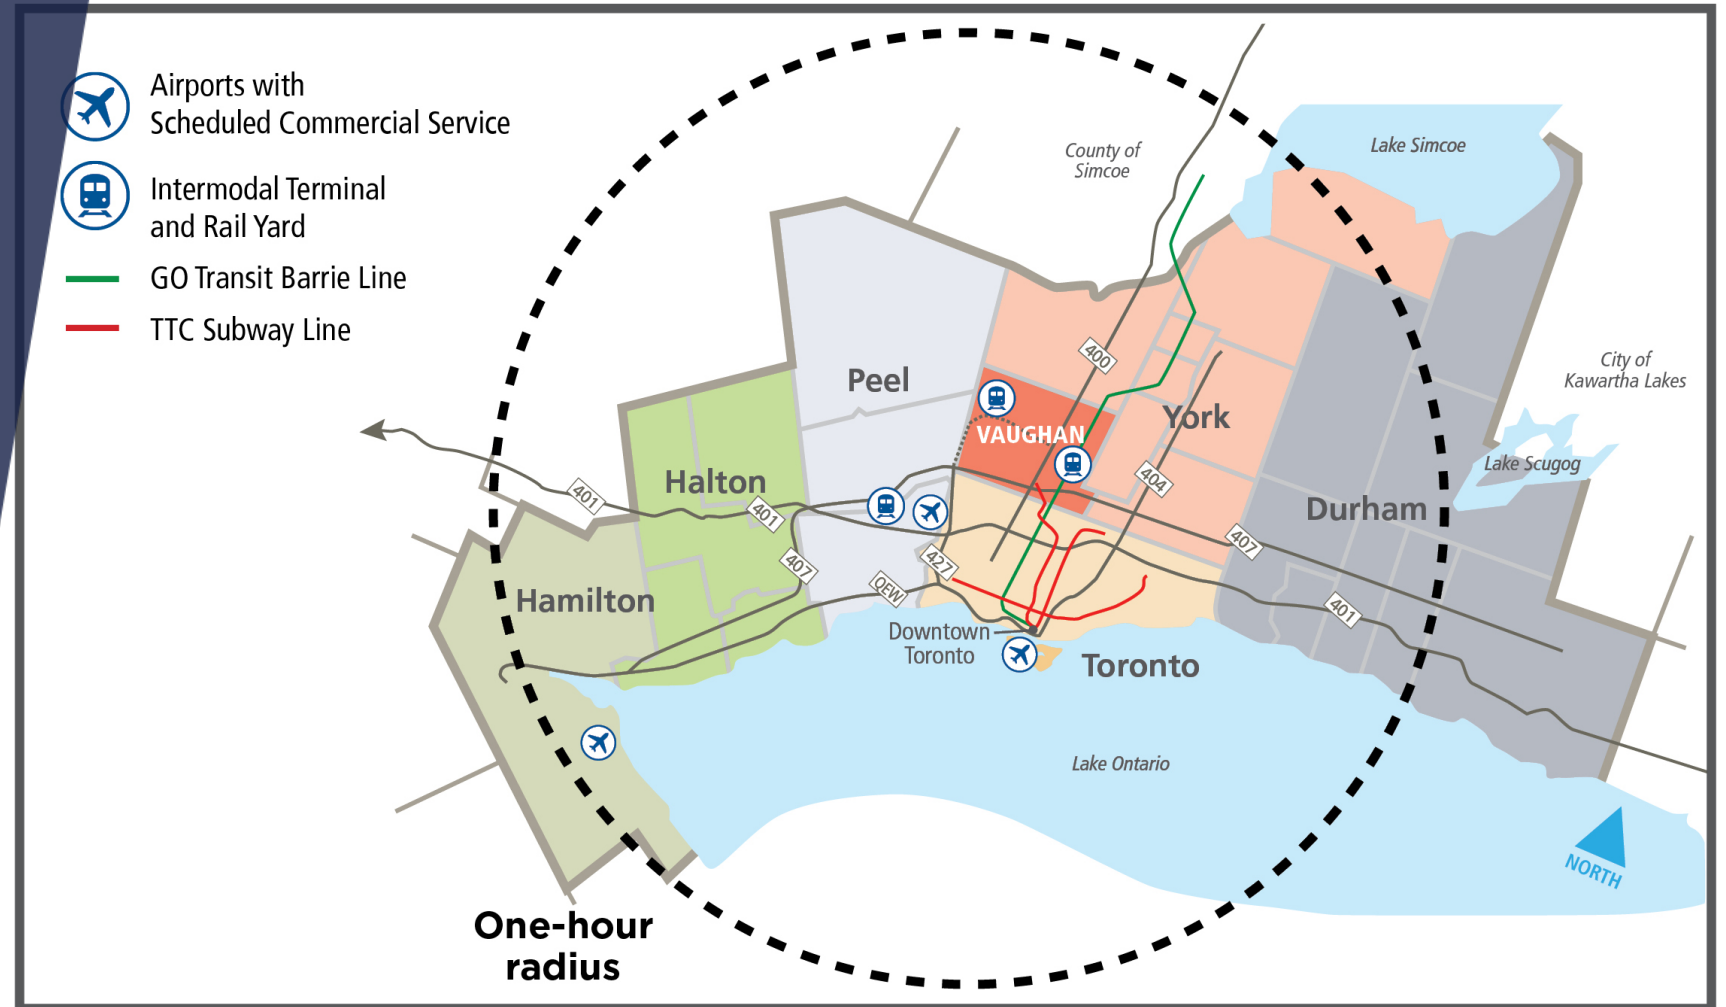 Airports with
Scheduled Commercial Service
Intermodal Terminal
and Rail Yard
GO Transit Barrie Line
TTC Subway Line
County of
Simcoe
Lake Simcoe
City of
Kawartha Lakes
400
Peel
York
VAUGHAN
Lake Scugog
404
Halton
401
401
Durham
407
407
427
QEW
Hamilton
401
Downtown
Toronto
Toronto
Lake Ontario
NORTH
One-hour
radius